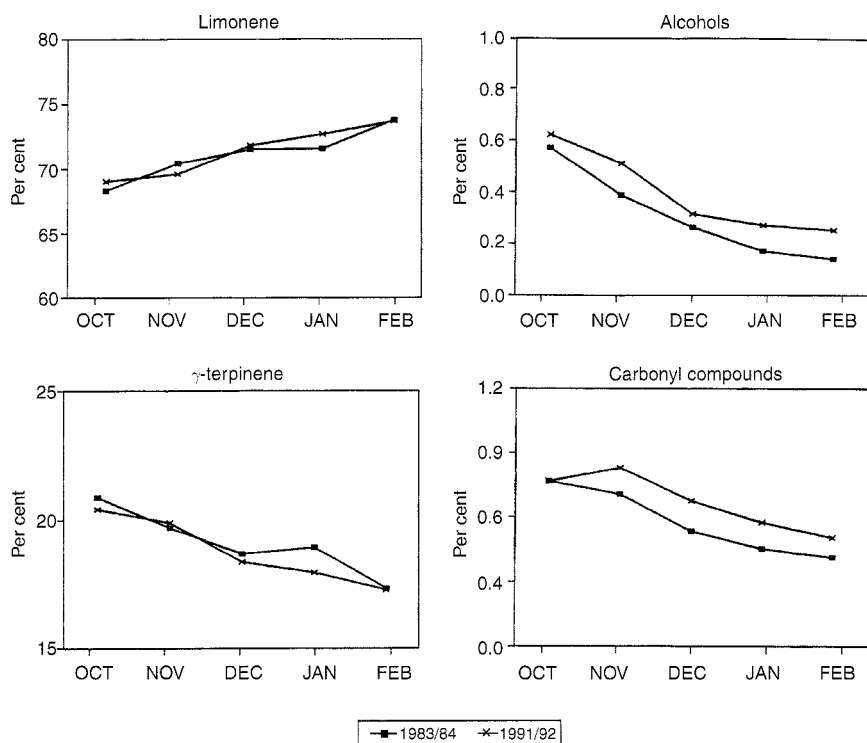 Limonene
80
75
70
65
60
Per cent
OCT NOV DEC JAN FEB
Alcohols
1.0
0.8
0.6
0.4
0.2
0.0
Per cent
OCT NOV DEC JAN FEB
γ-terpinene
25
20
15
Per cent
OCT NOV DEC JAN FEB
Carbonyl compounds
1.2
0.9
0.6
0.4
0.0
Per cent
OCT NOV DEC JAN FEB
1983/84 1991/92